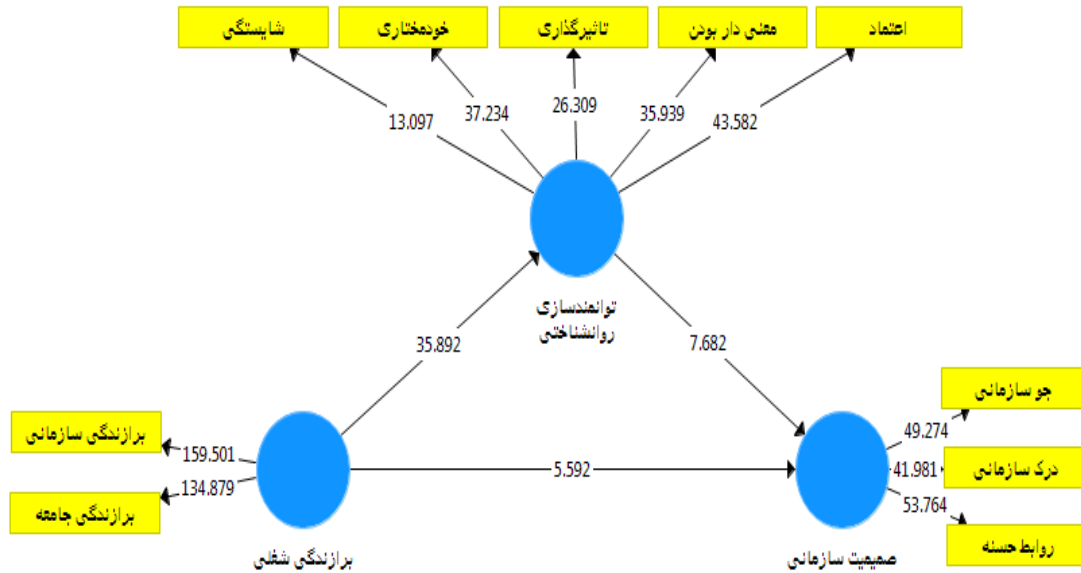 اعتماد
معنی دار بودن
تاثیرگذاری
خودمختاری
شایستگی
43.582
35.939
26.309
37.234
13.097
توانمندسازی
روانشناختی
35.892
7.682
جو سازمانی
49.274
برازندگی سازمانی
159.501
5.592
41.981
درک سازمانی
134.879
برازندگی جامعه
53.764
روابط حسنه
برازندگی شغلی
صمیمیت سازمانی